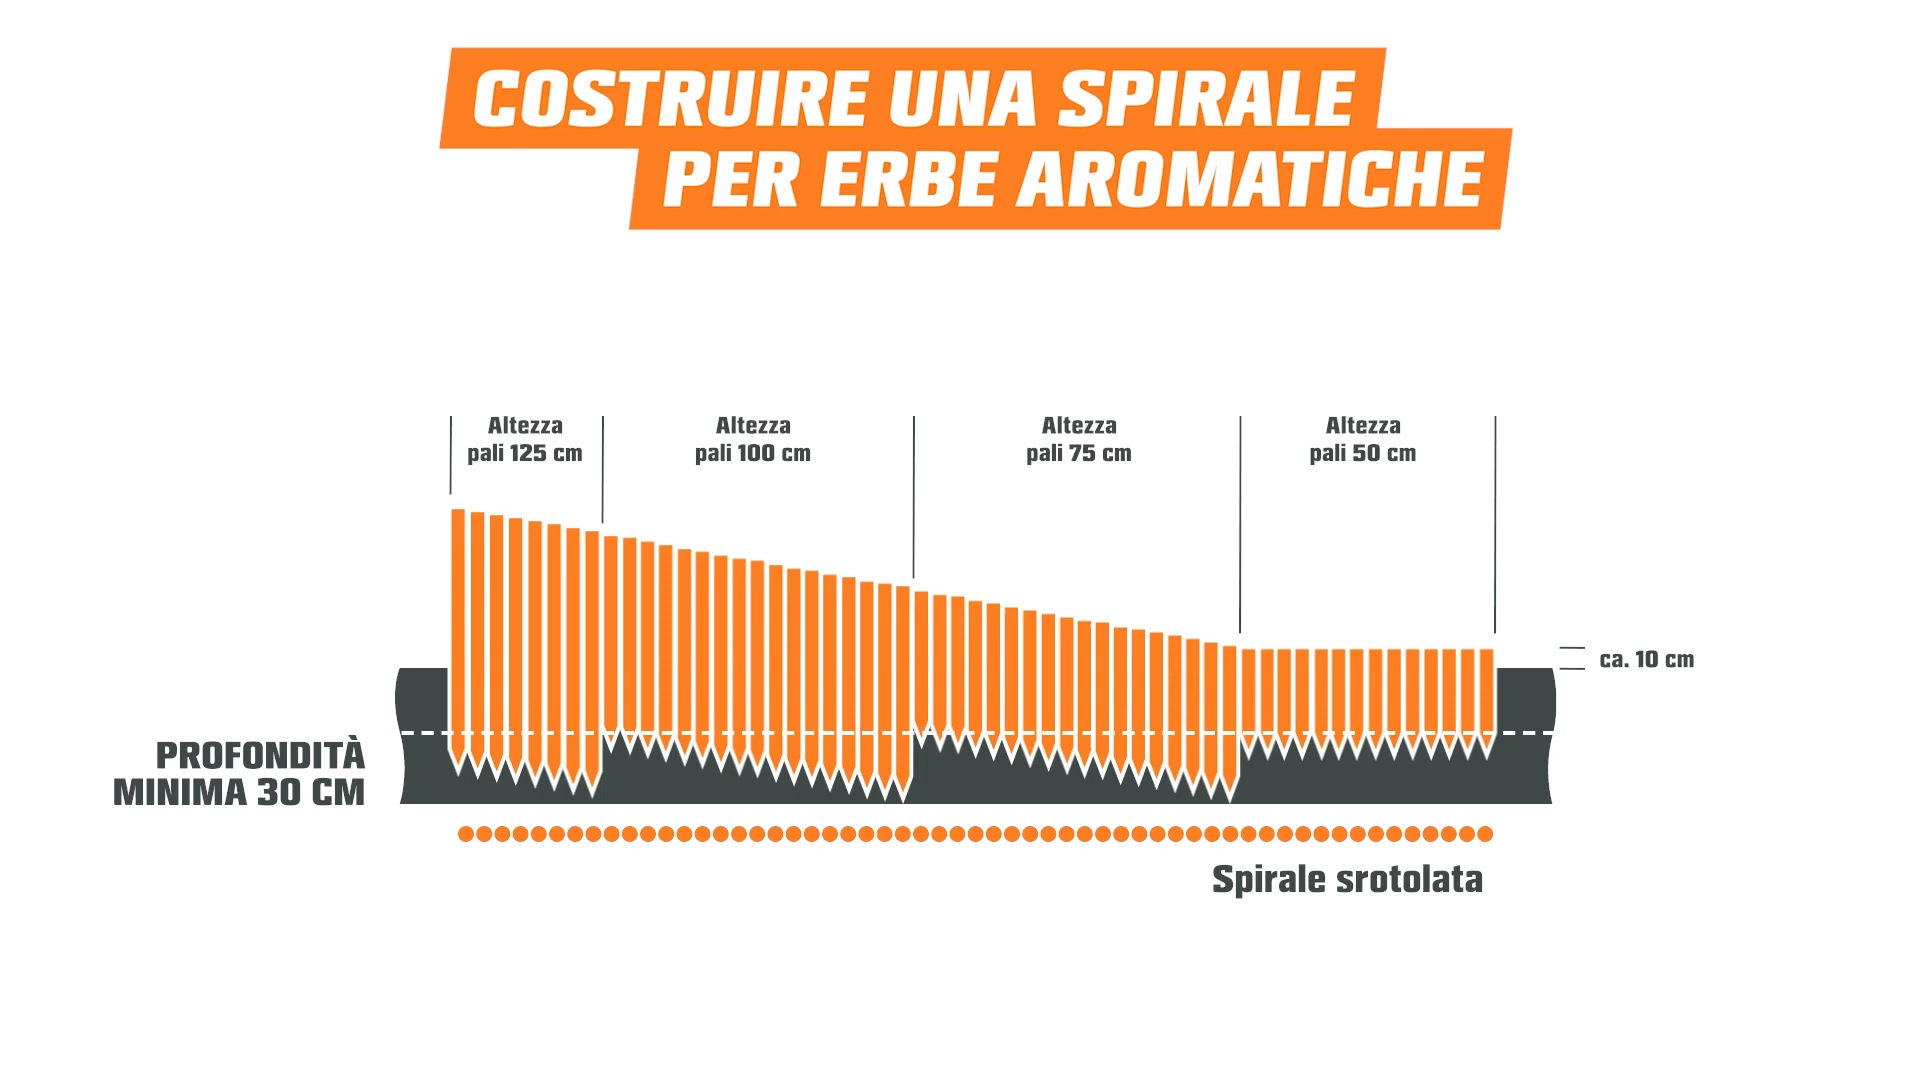 COSTRUIRE UNA SPIRALE
PER ERBE AROMATICHE
Altezza
pali 125 cm
Altezza
pali 100 cm
Altezza
pali 75 cm
Altezza
pali 50 cm
ca. 10 cm
PROFONDITÀ
MINIMA 30 CM
Spirale srotolata